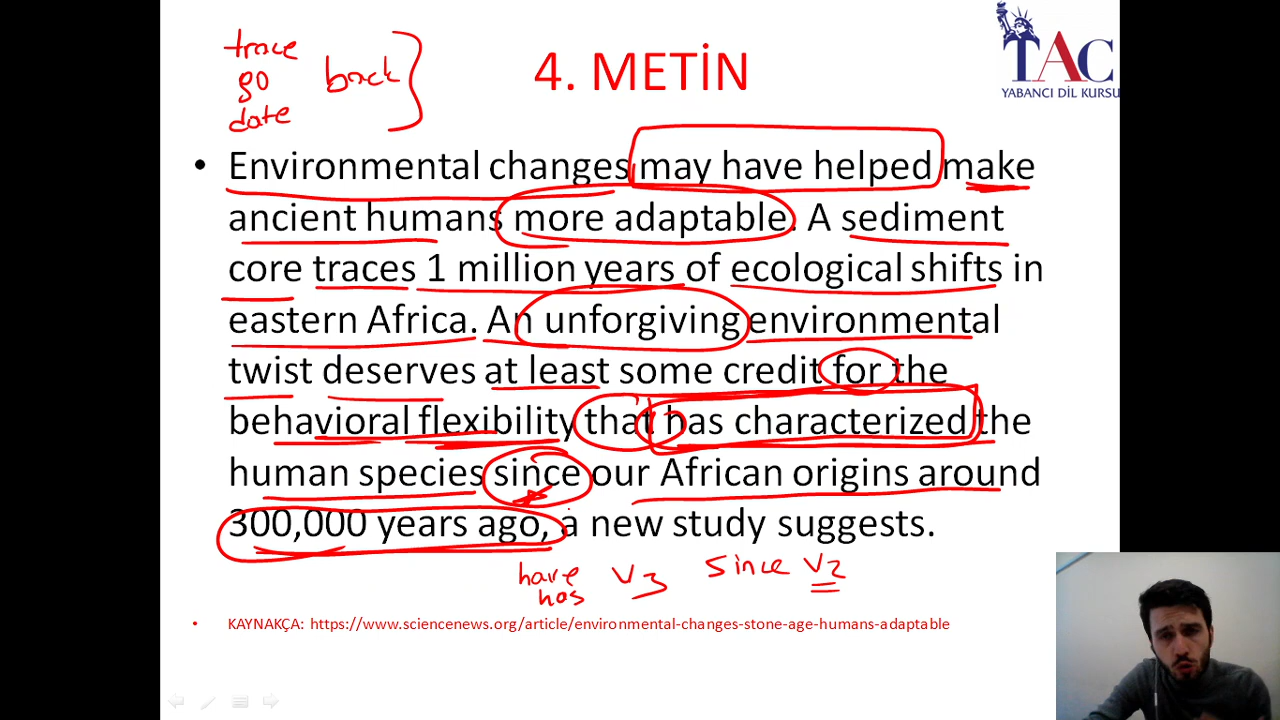 trace
go back
date
4. METİN
TAC
YABANCI DİL KURSU
• Environmental changes may have helped make
ancient humans more adaptable. A sediment
core traces 1 million years of ecological shifts in
eastern Africa. An unforgiving environmental
twist deserves at least some credit for the
behavioral flexibility that has characterized the
human species since our African origins around
300,000 years ago, a new study suggests.
have V3 since V2
has
• KAYNAKÇA: https://www.sciencenews.org/article/environmental-changes-stone-age-humans-adaptable